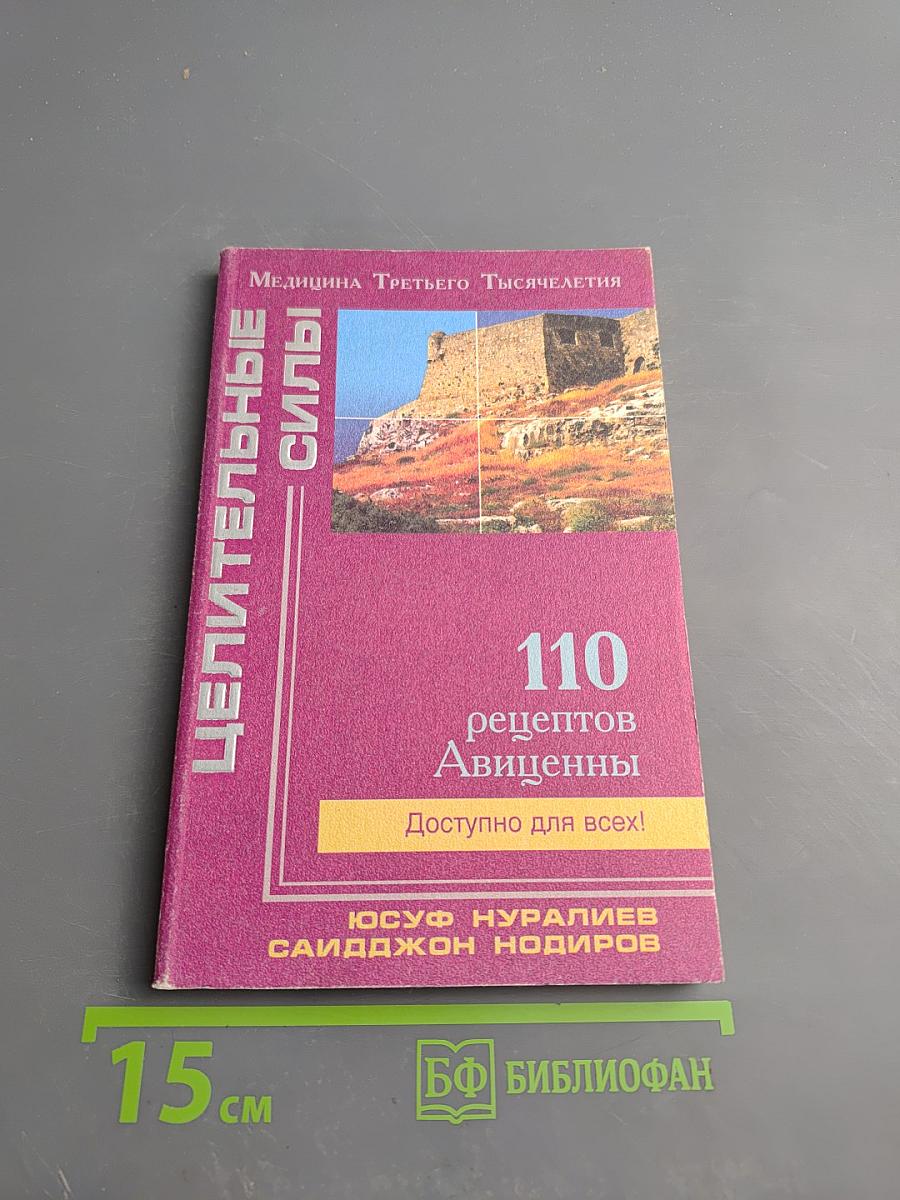 Медицина Третьего Тысячелетия
ЦЕЛИТЕЛЬНЫЕ
СИЛЫ
110
рецептов
Авиценны
Доступно для всех!
ЮСУФ НУРАЛИЕВ
САИДДЖОН НОДИРОВ
15 см
БФ БИБЛИОФАН